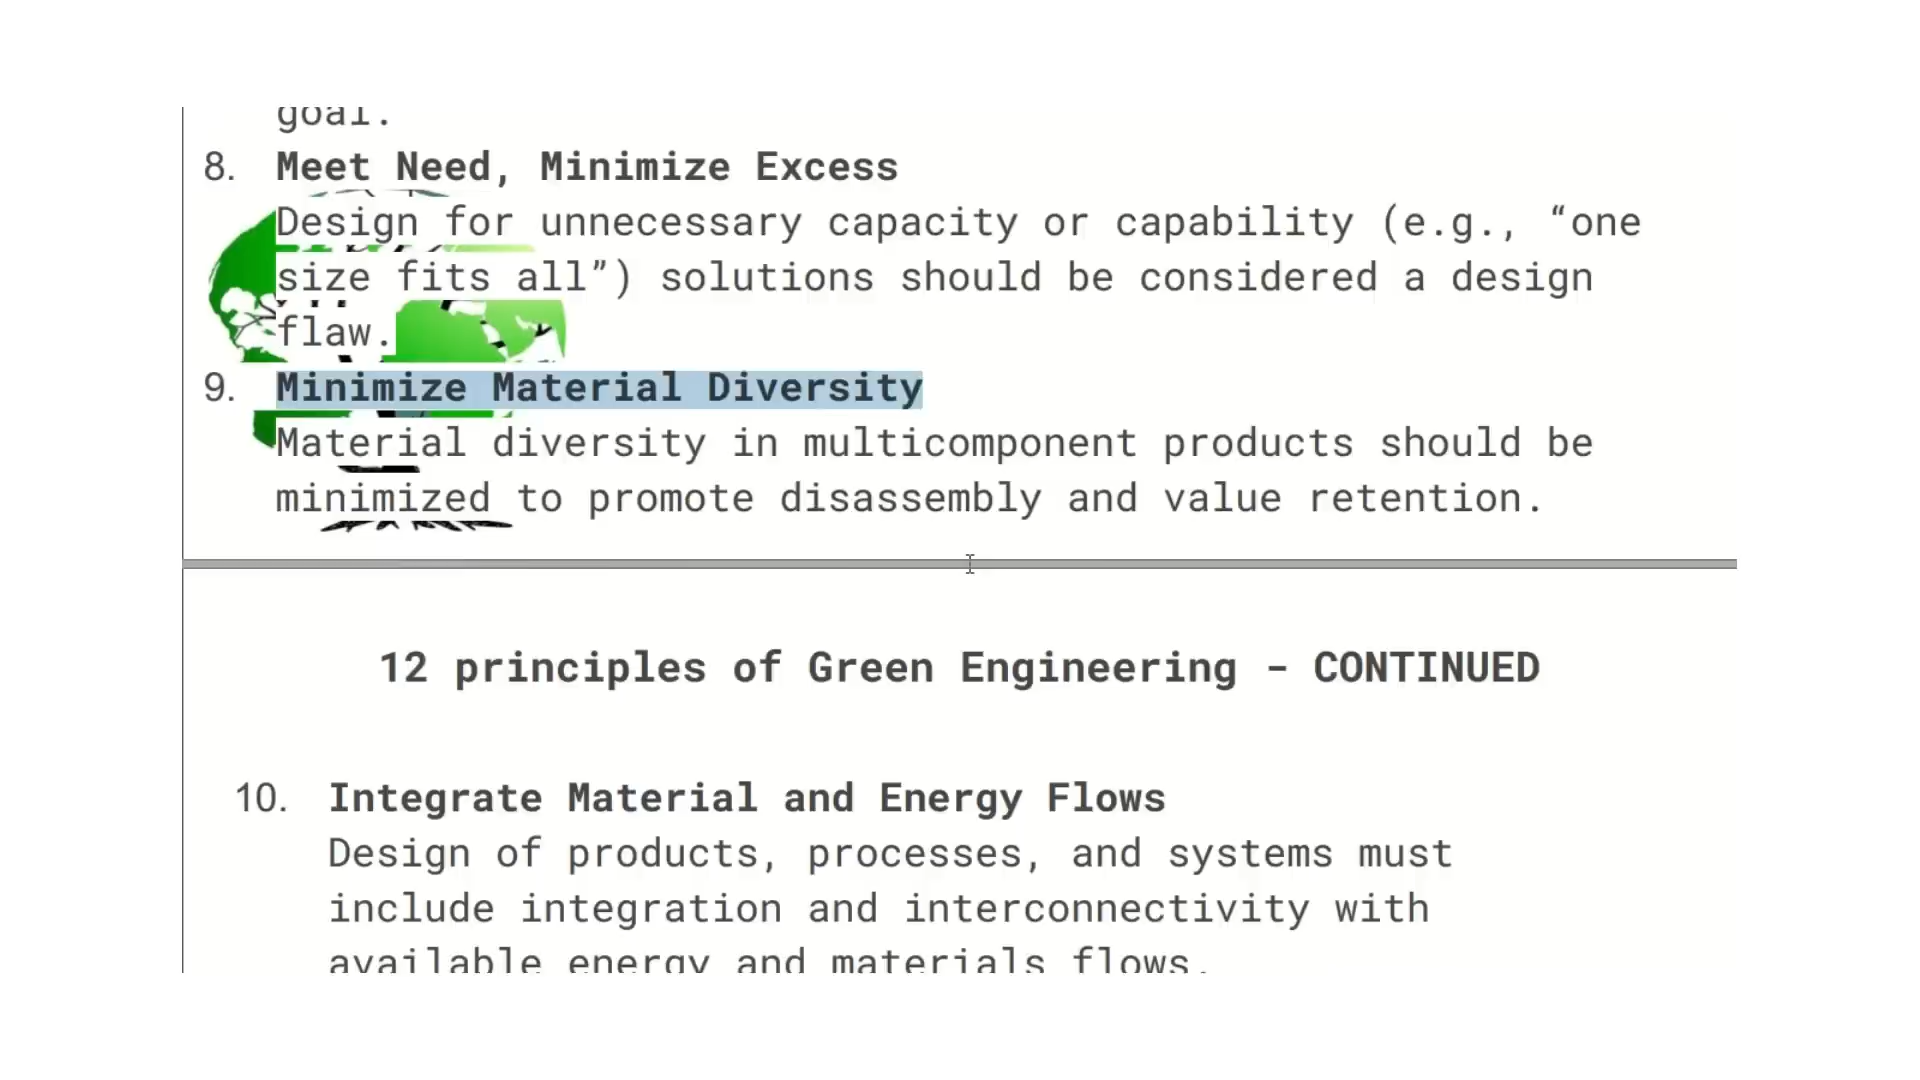 goal.
8. Meet Need, Minimize Excess
Design for unnecessary capacity or capability (e.g., “one
size fits all”) solutions should be considered a design
flaw.
9. Minimize Material Diversity
Material diversity in multicomponent products should be
minimized to promote disassembly and value retention.
12 principles of Green Engineering - CONTINUED
10. Integrate Material and Energy Flows
Design of products, processes, and systems must
include integration and interconnectivity with
available energy and materials flows.